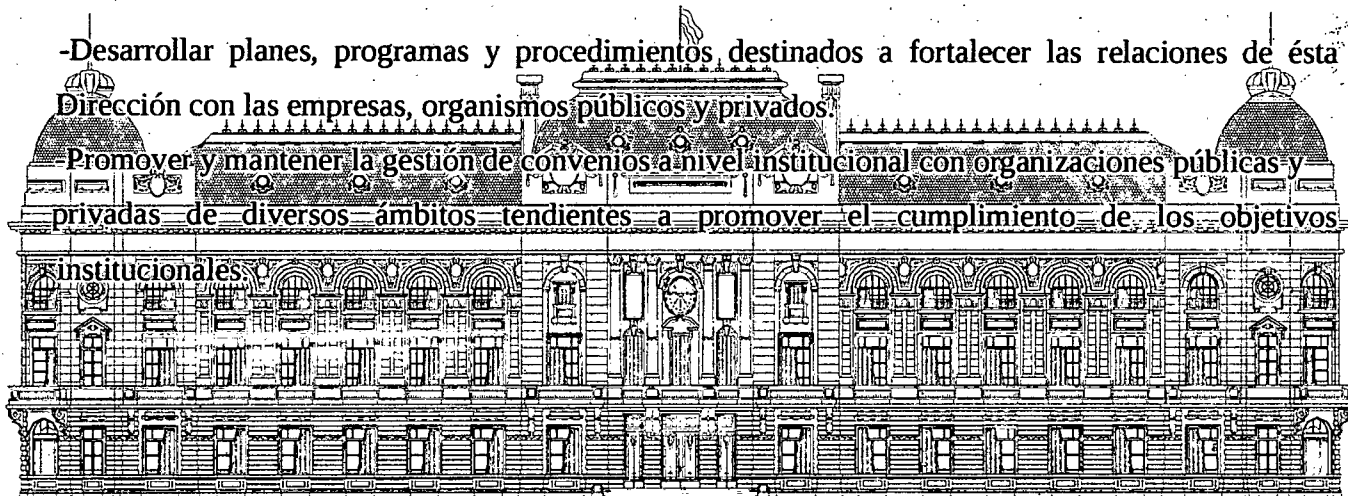 -Desarrollar planes, programas y procedimientos destinados a fortalecer las relaciones de ésta
Dirección con las empresas, organismos públicos y privados.
-Promover y mantener la gestión de convenios a nivel institucional con organizaciones públicas y
privadas de diversos ámbitos tendientes a promover el cumplimiento de los objetivos
institucionales.